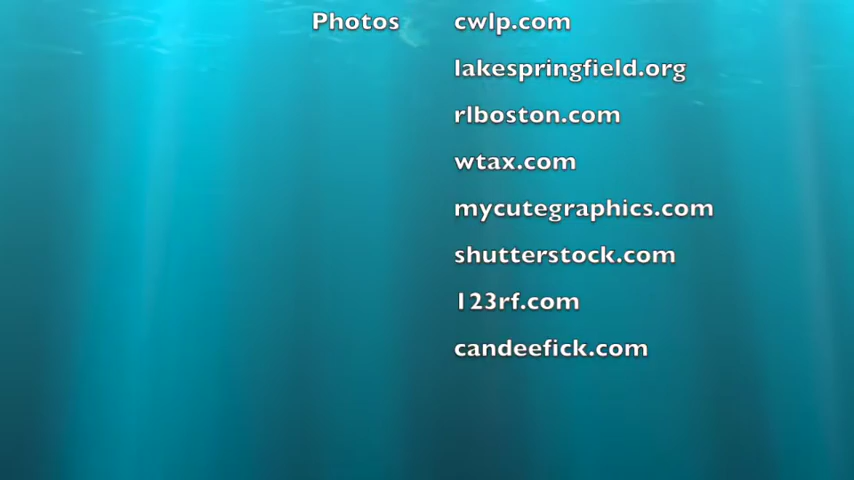 Photos cwlp.com
lakespringfield.org
rlboston.com
wtax.com
mycutegraphics.com
shutterstock.com
123rf.com
candeefick.com